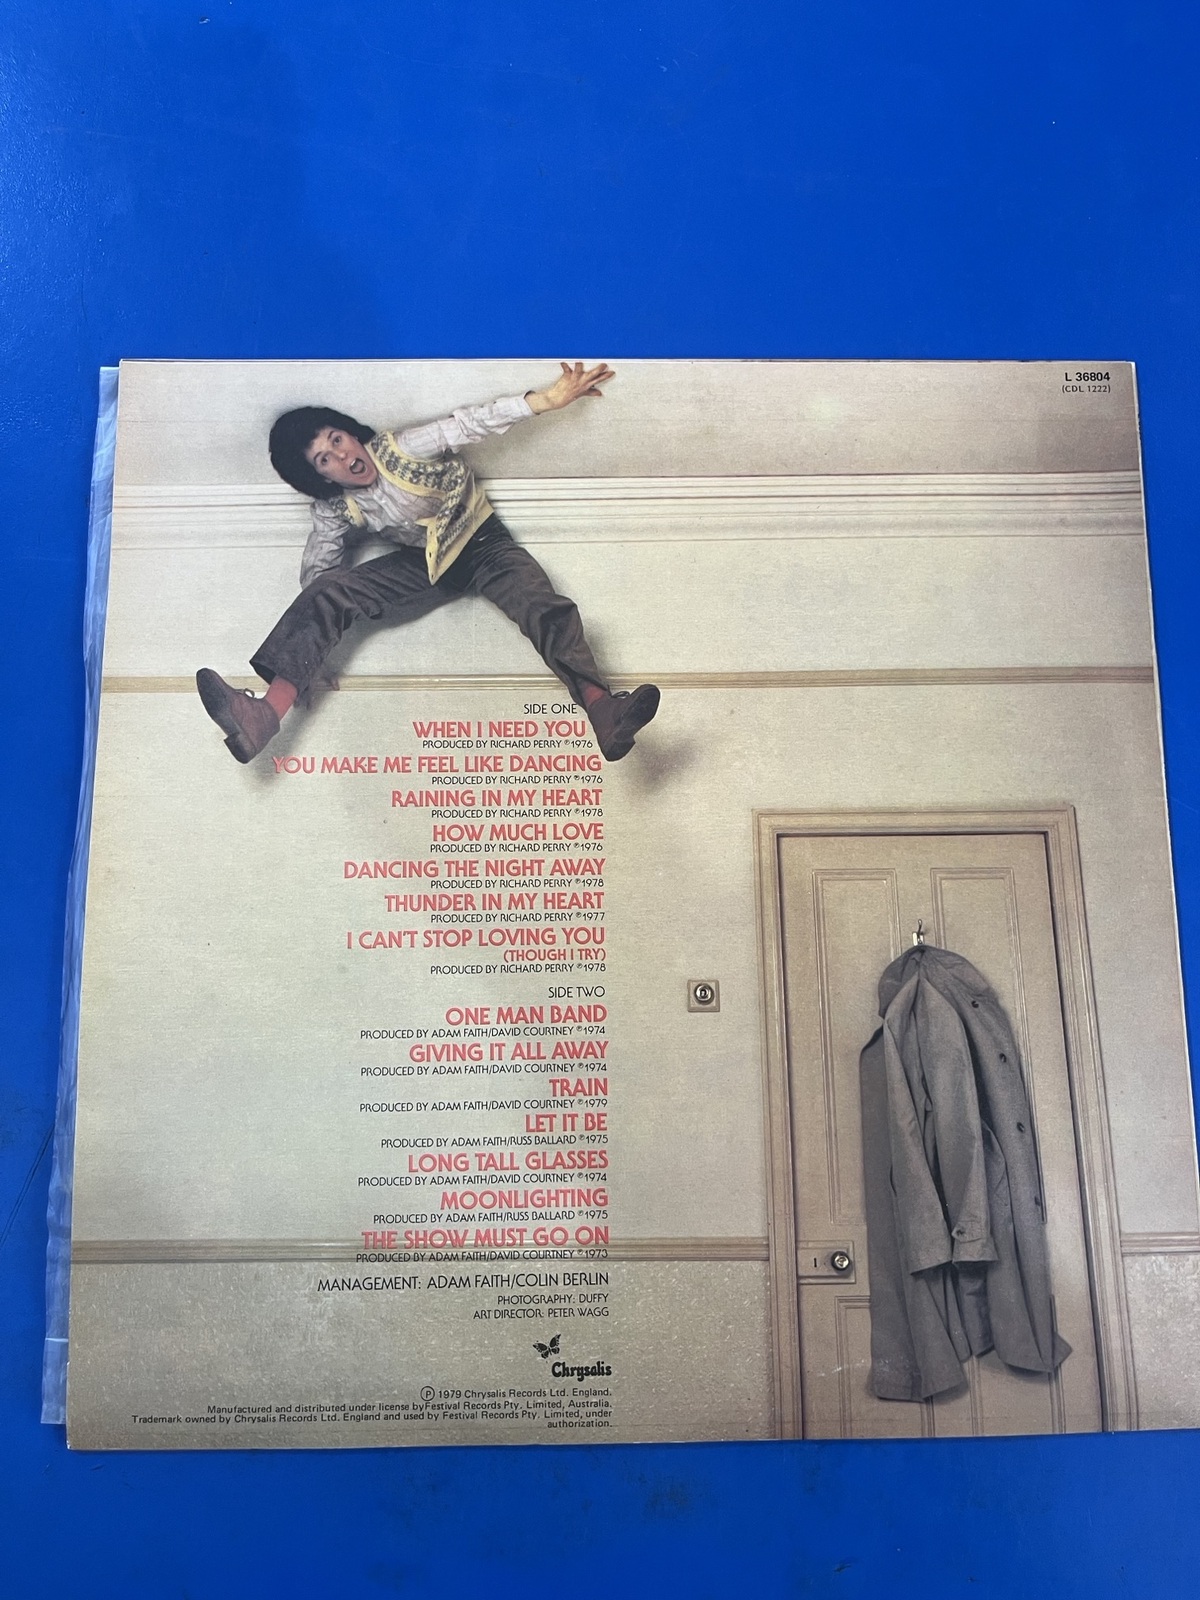 L 36804
(CDL 1222)
SIDE ONE
WHEN I NEED YOU
PRODUCED BY RICHARD PERRY ℗1976
YOU MAKE ME FEEL LIKE DANCING
PRODUCED BY RICHARD PERRY ℗1976
RAINING IN MY HEART
PRODUCED BY RICHARD PERRY ℗1978
HOW MUCH LOVE
PRODUCED BY RICHARD PERRY ℗1976
DANCING THE NIGHT AWAY
PRODUCED BY RICHARD PERRY ℗1978
THUNDER IN MY HEART
PRODUCED BY RICHARD PERRY ℗1977
I CAN'T STOP LOVING YOU
(THOUGH I TRY)
PRODUCED BY RICHARD PERRY ℗1978
SIDE TWO
ONE MAN BAND
PRODUCED BY ADAM FAITH/DAVID COURTNEY ℗1974
GIVING IT ALL AWAY
PRODUCED BY ADAM FAITH/DAVID COURTNEY ℗1974
TRAIN
PRODUCED BY ADAM FAITH/DAVID COURTNEY ℗1979
LET IT BE
PRODUCED BY ADAM FAITH/RUSS BALLARD ℗1975
LONG TALL GLASSES
PRODUCED BY ADAM FAITH/DAVID COURTNEY ℗1974
MOONLIGHTING
PRODUCED BY ADAM FAITH/RUSS BALLARD ℗1975
THE SHOW MUST GO ON
PRODUCED BY ADAM FAITH/DAVID COURTNEY ℗1973
MANAGEMENT: ADAM FAITH/COLIN BERLIN
PHOTOGRAPHY: DUFFY
ART DIRECTOR: PETER WAGG
Chrysalis
℗ 1979 Chrysalis Records Ltd. England.
Manufactured and distributed under license by Festival Records Pty. Limited, Australia.
Trademark owned by Chrysalis Records Ltd. England and used by Festival Records Pty. Limited, under
authorization.